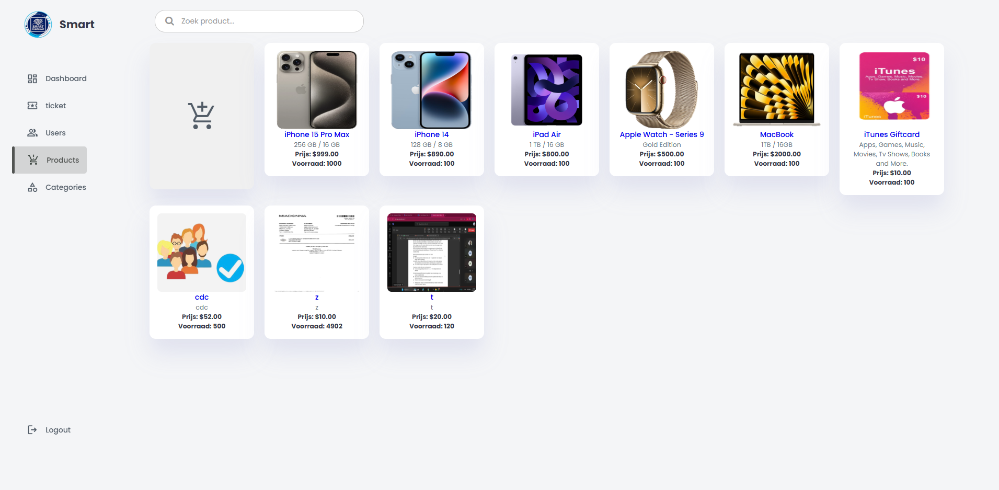 Smart
Zoek product...
Dashboard
ticket
Users
Products
Categories
Logout
iPhone 15 Pro Max
256 GB / 16 GB
Prijs: $999.00
Voorraad: 1000
iPhone 14
128 GB / 8 GB
Prijs: $890.00
Voorraad: 100
iPad Air
1 TB / 16 GB
Prijs: $800.00
Voorraad: 100
Apple Watch - Series 9
Gold Edition
Prijs: $500.00
Voorraad: 100
MacBook
1TB / 16GB
Prijs: $2000.00
Voorraad: 100
$10
iTunes
Apps, Games, Music, Movies,
Tv Show, Books and More.
$10
iTunes
iTunes Giftcard
Apps, Games, Music,
Movies, Tv Shows, Books
and More.
Prijs: $10.00
Voorraad: 100
cdc
cdc
Prijs: $52.00
Voorraad: 500
MIADONNA
z
z
Prijs: $10.00
Voorraad: 4902
t
t
Prijs: $20.00
Voorraad: 120